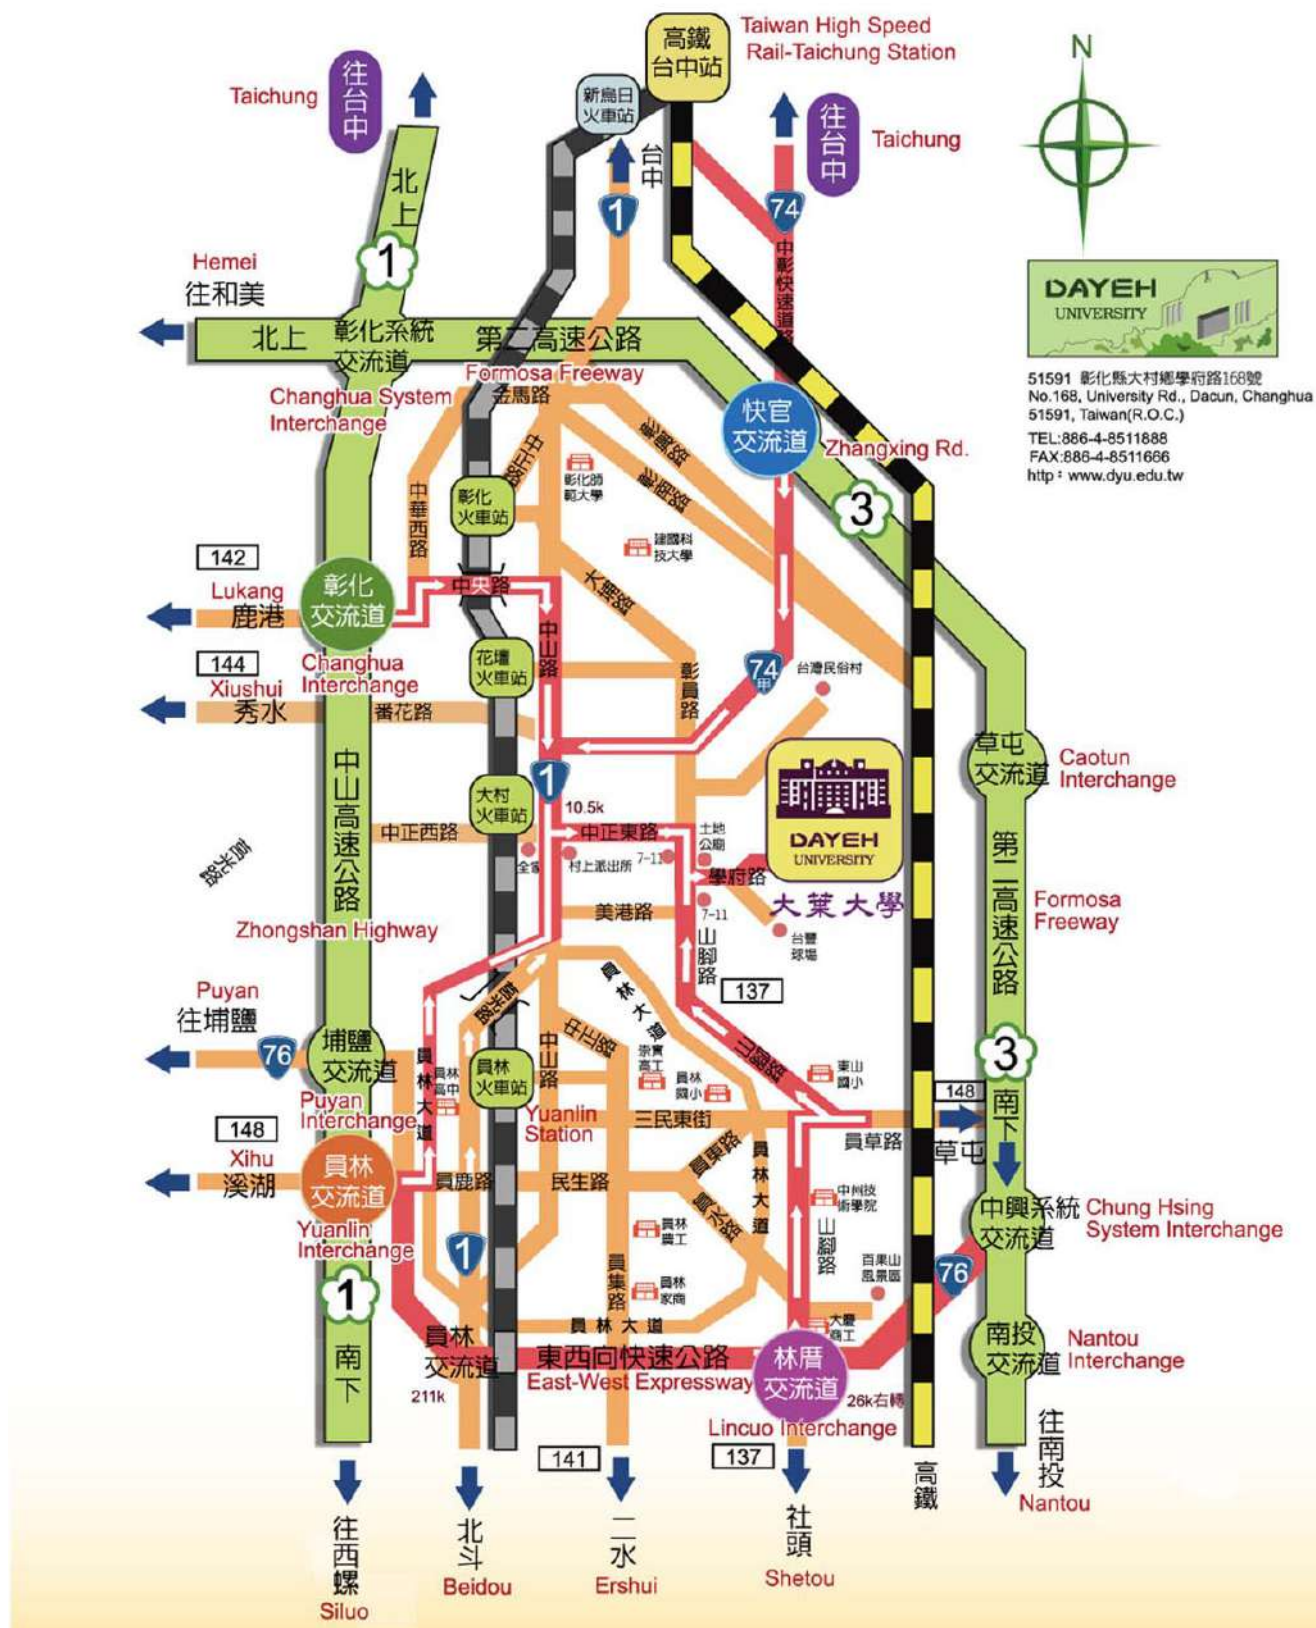 Taiwan High Speed
Rail-Taichung Station
高鐵
台中站
新烏日
火車站
Taichung
往台中
北上
1
台中
1
74
往台中
Taichung
N
中彰快速道路
Hemei
往和美
北上
彰化系統
交流道
第二高速公路
Formosa Freeway
Changhua System
Interchange
DAYEH
UNIVERSITY
51591 彰化縣大村鄉學府路168號
No.168, University Rd., Dacun, Changhua
51591, Taiwan(R.O.C.)
TEL:886-4-8511888
FAX:886-4-8511666
http：www.dyu.edu.tw
金馬路
中正路
中華西路
彰化
火車站
彰化師
範大學
彰興路
彰南路
快官
交流道
Zhangxing Rd.
3
建國科
技大學
大埔路
142
Lukang
鹿港
彰化
交流道
Changhua
Interchange
中央路
中山路
144
Xiushui
秀水
番花路
花壇
火車站
彰員路
74
甲
台灣民俗村
草屯
交流道
Caotun
Interchange
中山高速公路
Zhongshan Highway
大村
火車站
1
10.5k
中正西路
中正東路
全家
村上派出所
7-11
土地
公廟
學府路
7-11
美港路
山腳路
台豐
球場
DAYEH
UNIVERSITY
大葉大學
第二高速公路
Formosa
Freeway
137
員林大道
Puyan
往埔鹽
76
埔鹽
交流道
Puyan
Interchange
員林大道
員林
高中
員林
火車站
Yuanlin
Station
中山路
中正路
崇實
高工
員林
國小
山腳路
東山
國小
3
148
南下
草屯
三民東街
員草路
148
Xihu
溪湖
員林
交流道
Yuanlin
Interchange
員鹿路
民生路
員東路
員水路
員林大道
中州技
術學院
山腳路
中興系統
交流道
Chung Hsing
System Interchange
1
1
員林
農工
員集路
員林
家商
百果山
風景區
76
南下
員林
交流道
211k
員林大道
大慶
商工
東西向快速公路
East-West Expressway
林厝
交流道
26k右轉
Lincuo Interchange
南投
交流道
Nantou
Interchange
141
137
高鐵
往南投
Nantou
往西螺
Siluo
北斗
Beidou
二水
Ershui
社頭
Shetou